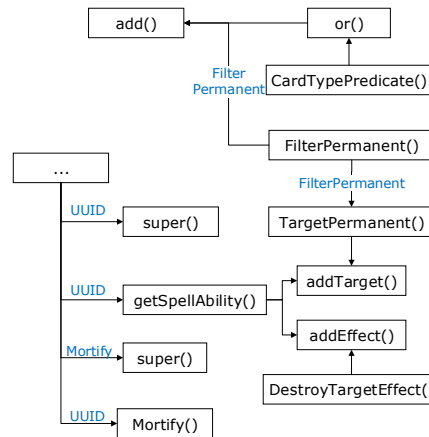 add()
or()
Filter
Permanent
CardTypePredicate()
FilterPermanent()
...
FilterPermanent
UUID
super()
TargetPermanent()
UUID
getSpellAbility()
addTarget()
addEffect()
Mortify
super()
DestroyTargetEffect()
UUID
Mortify()